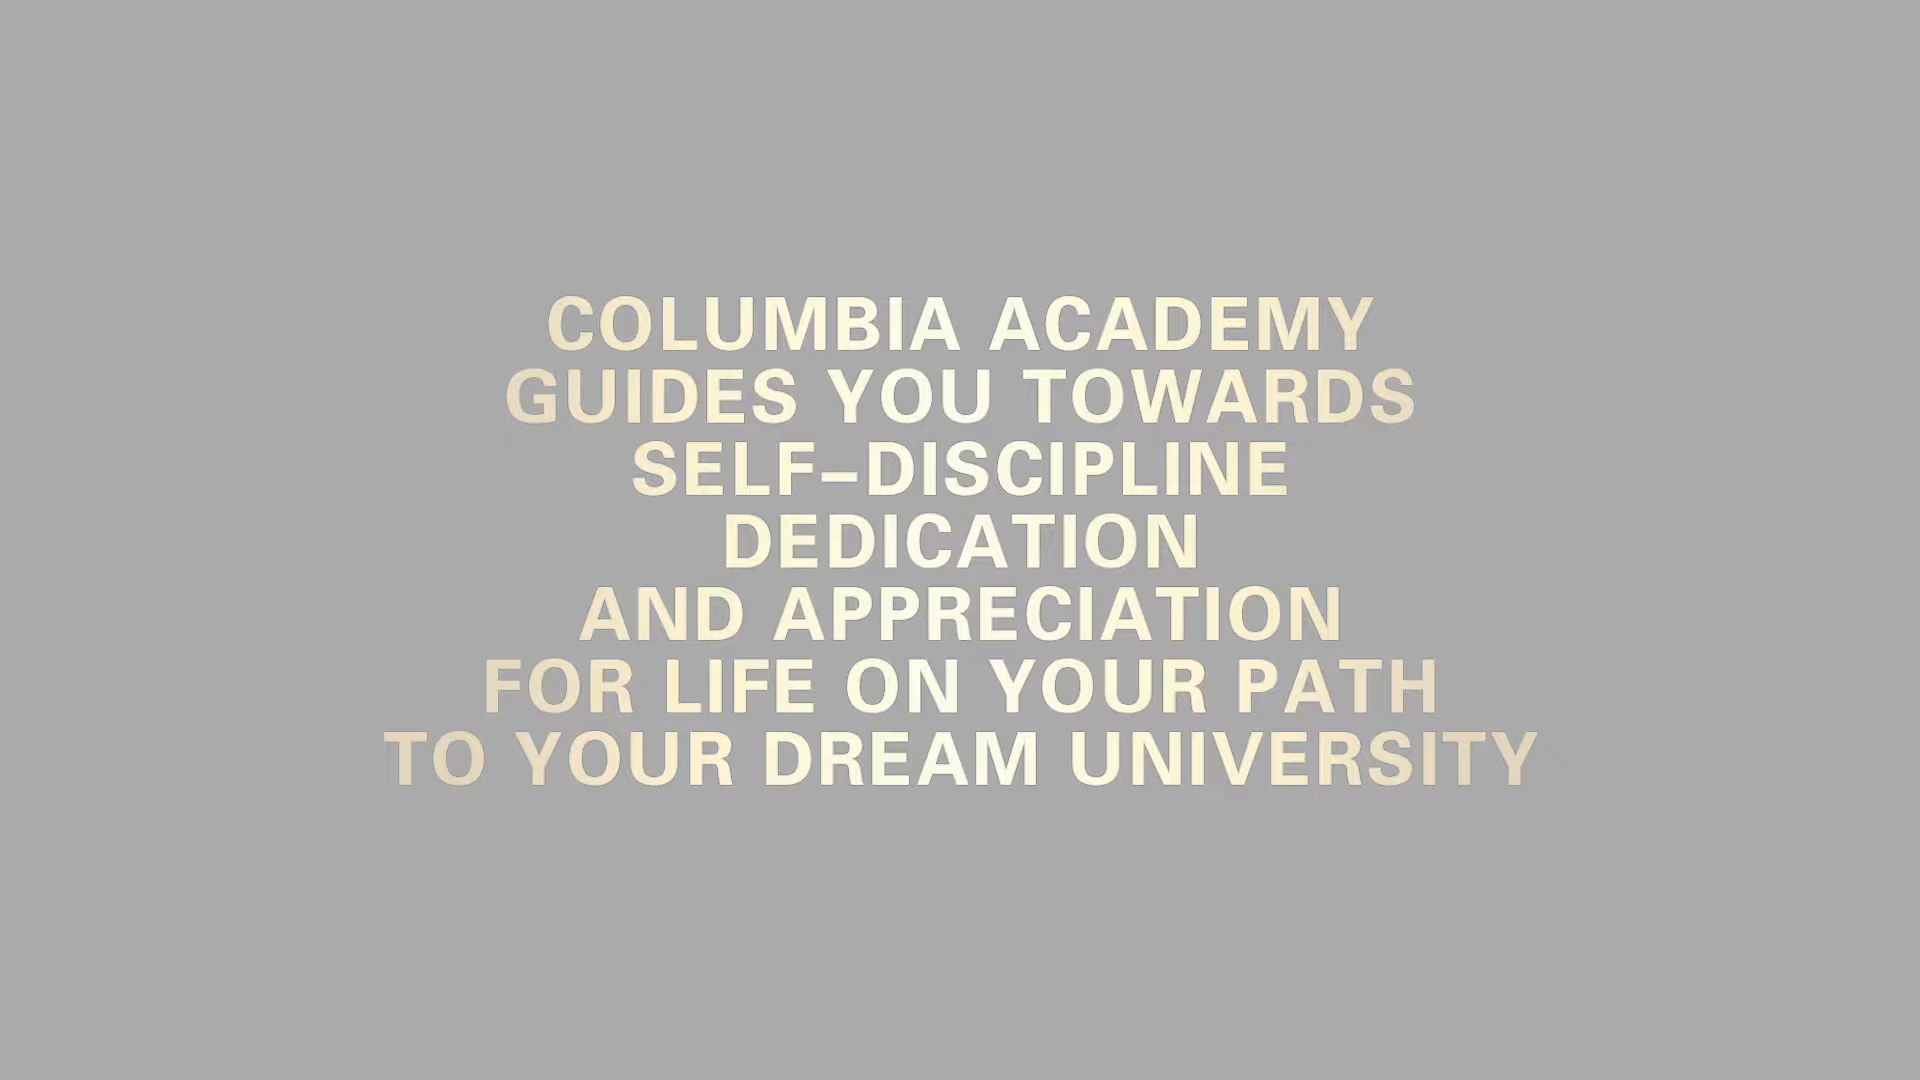 COLUMBIA ACADEMY
GUIDES YOU TOWARDS
SELF-DISCIPLINE
DEDICATION
AND APPRECIATION
FOR LIFE ON YOUR PATH
TO YOUR DREAM UNIVERSITY